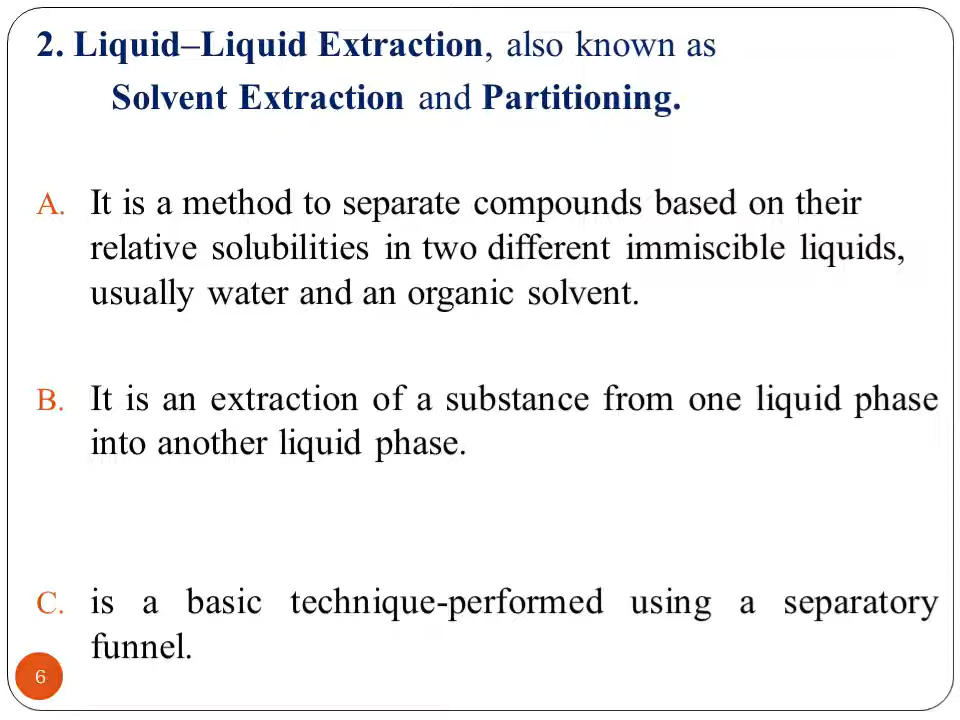 2. Liquid–Liquid Extraction, also known as
Solvent Extraction and Partitioning.
A. It is a method to separate compounds based on their
relative solubilities in two different immiscible liquids,
usually water and an organic solvent.
B. It is an extraction of a substance from one liquid phase
into another liquid phase.
C. is a basic technique-performed using a separatory
funnel.
6